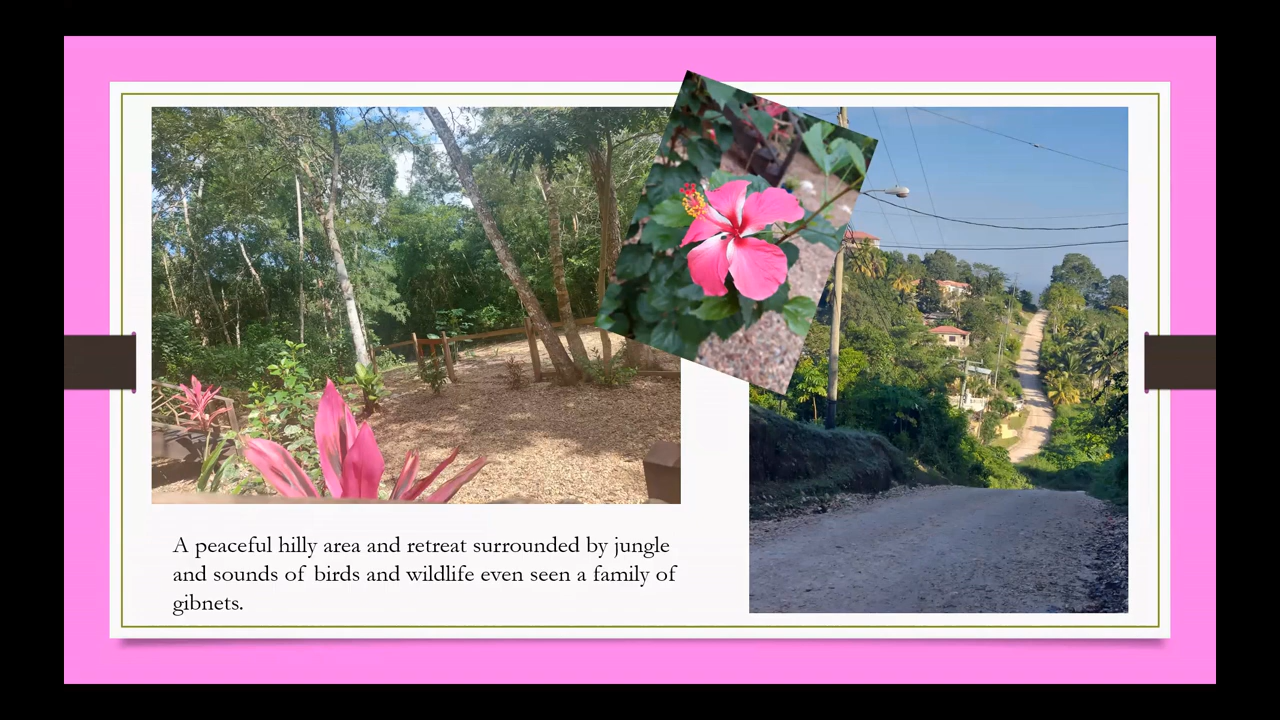 A peaceful hilly area and retreat surrounded by jungle
and sounds of birds and wildlife even seen a family of
gibnets.